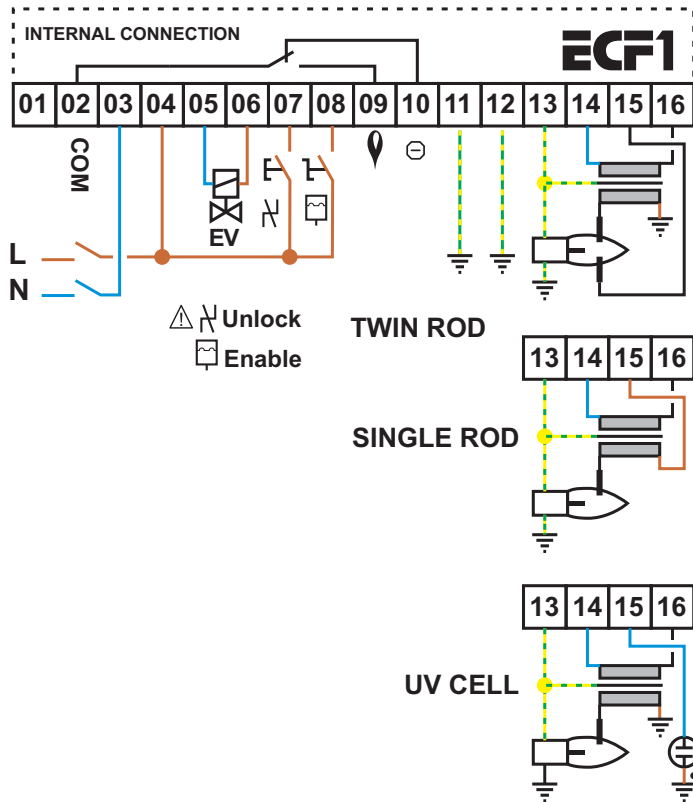 INTERNAL CONNECTION
ECF1
01 02 03 04 05 06 07 08 09 10 11 12 13 14 15 16
COM
EV
L
N
Unlock
Enable
TWIN ROD
13 14 15 16
SINGLE ROD
13 14 15 16
UV CELL